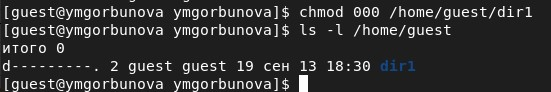 [guest@ymgorbunova ymgorbunova]$ chmod 000 /home/guest/dir1
[guest@ymgorbunova ymgorbunova]$ ls -l /home/guest
итого 0
d---------. 2 guest guest 19 сен 13 18:30 dir1
[guest@ymgorbunova ymgorbunova]$